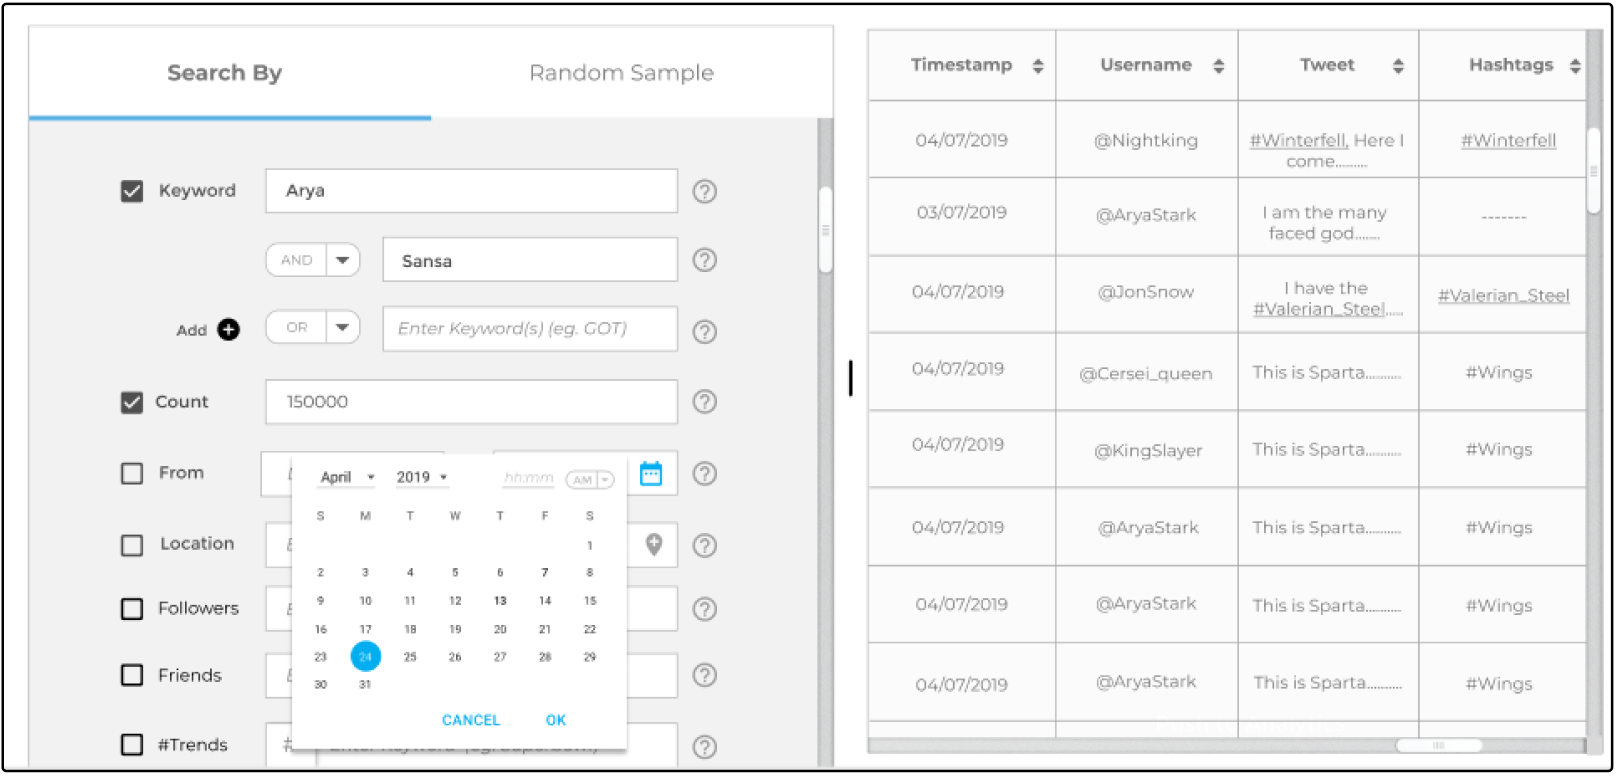 Search By
Random Sample
Keyword
Arya
?
AND
Sansa
?
Add
OR
Enter Keyword(s) (eg. GOT)
?
Count
150000
?
From
?
Location
?
Followers
?
Friends
?
#Trends
#
?
April
2019
hh:mm
AM
S M T W T F S
1
2 3 4 5 6 7 8
9 10 11 12 13 14 15
16 17 18 19 20 21 22
23 24 25 26 27 28 29
30 31
CANCEL OK
Timestamp Username Tweet Hashtags
04/07/2019 @Nightking #Winterfell, Here I #Winterfell
come.........
03/07/2019 @AryaStark I am the many -------
faced god.......
04/07/2019 @JonSnow I have the #Valerian_Steel
#Valerian_Steel.....
04/07/2019 @Cersei_queen This is Sparta.......... #Wings
04/07/2019 @KingSlayer This is Sparta.......... #Wings
04/07/2019 @AryaStark This is Sparta.......... #Wings
04/07/2019 @AryaStark This is Sparta.......... #Wings
04/07/2019 @AryaStark This is Sparta.......... #Wings